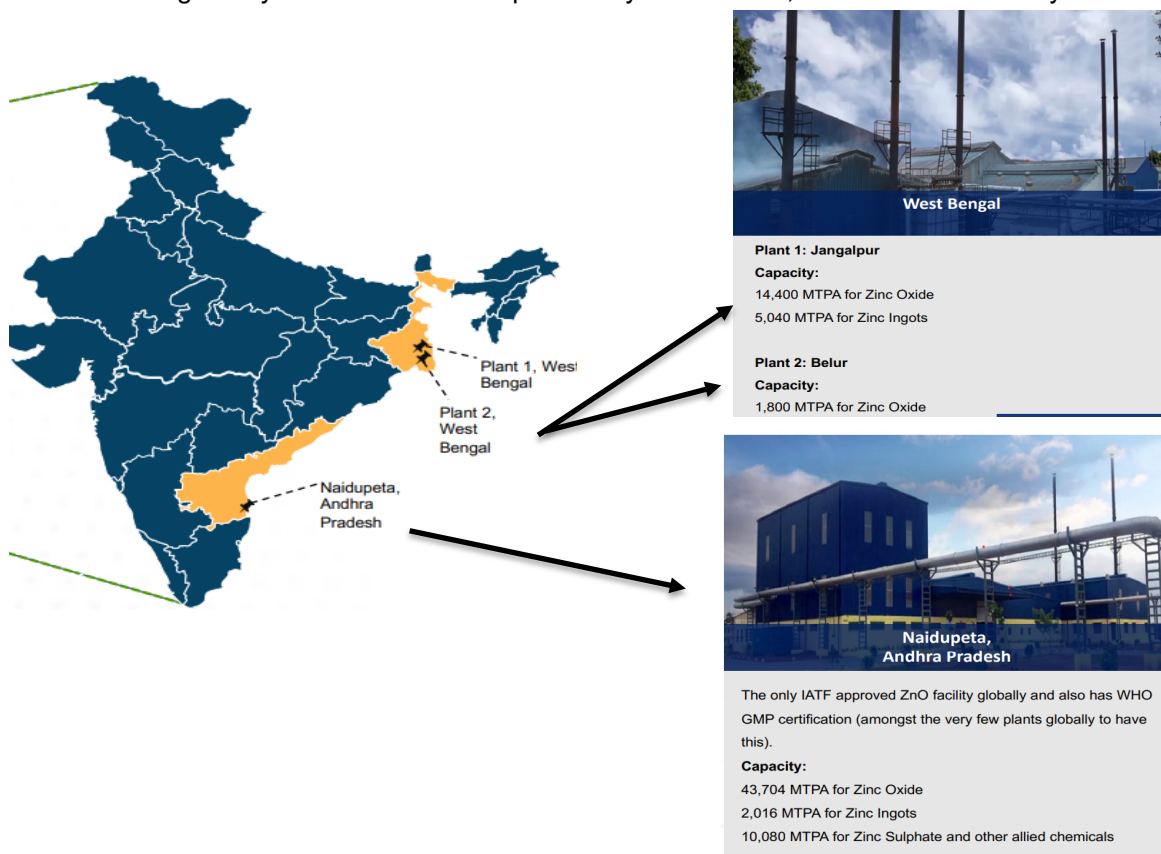 Plant 1, West
Bengal
Plant 2,
West
Bengal
Naidupeta,
Andhra
Pradesh
West Bengal
Plant 1: Jangalpur
Capacity:
14,400 MTPA for Zinc Oxide
5,040 MTPA for Zinc Ingots
Plant 2: Belur
Capacity:
1,800 MTPA for Zinc Oxide
Naidupeta,
Andhra Pradesh
The only IATF approved ZnO facility globally and also has WHO
GMP certification (amongst the very few plants globally to have
this).
Capacity:
43,704 MTPA for Zinc Oxide
2,016 MTPA for Zinc Ingots
10,080 MTPA for Zinc Sulphate and other allied chemicals